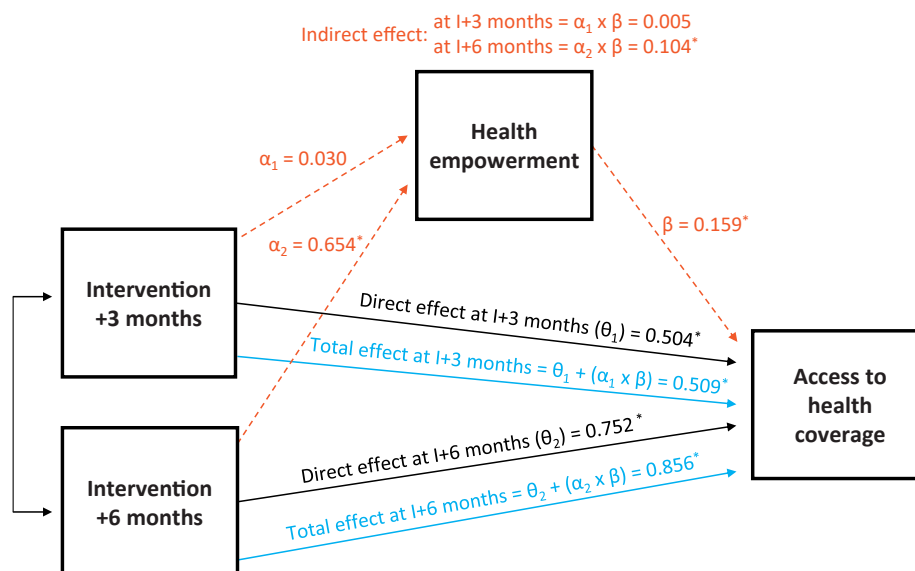 Indirect effect: at I+3 months = α₁ x β = 0.005
at I+6 months = α₂ x β = 0.104*
Health
empowerment
α₁ = 0.030
α₂ = 0.654*
β = 0.159*
Intervention
+3 months
Direct effect at I+3 months (θ₁) = 0.504*
Total effect at I+3 months = θ₁ + (α₁ x β) = 0.509*
Access to
health
coverage
Intervention
+6 months
Direct effect at I+6 months (θ₂) = 0.752*
Total effect at I+6 months = θ₂ + (α₂ x β) = 0.856*